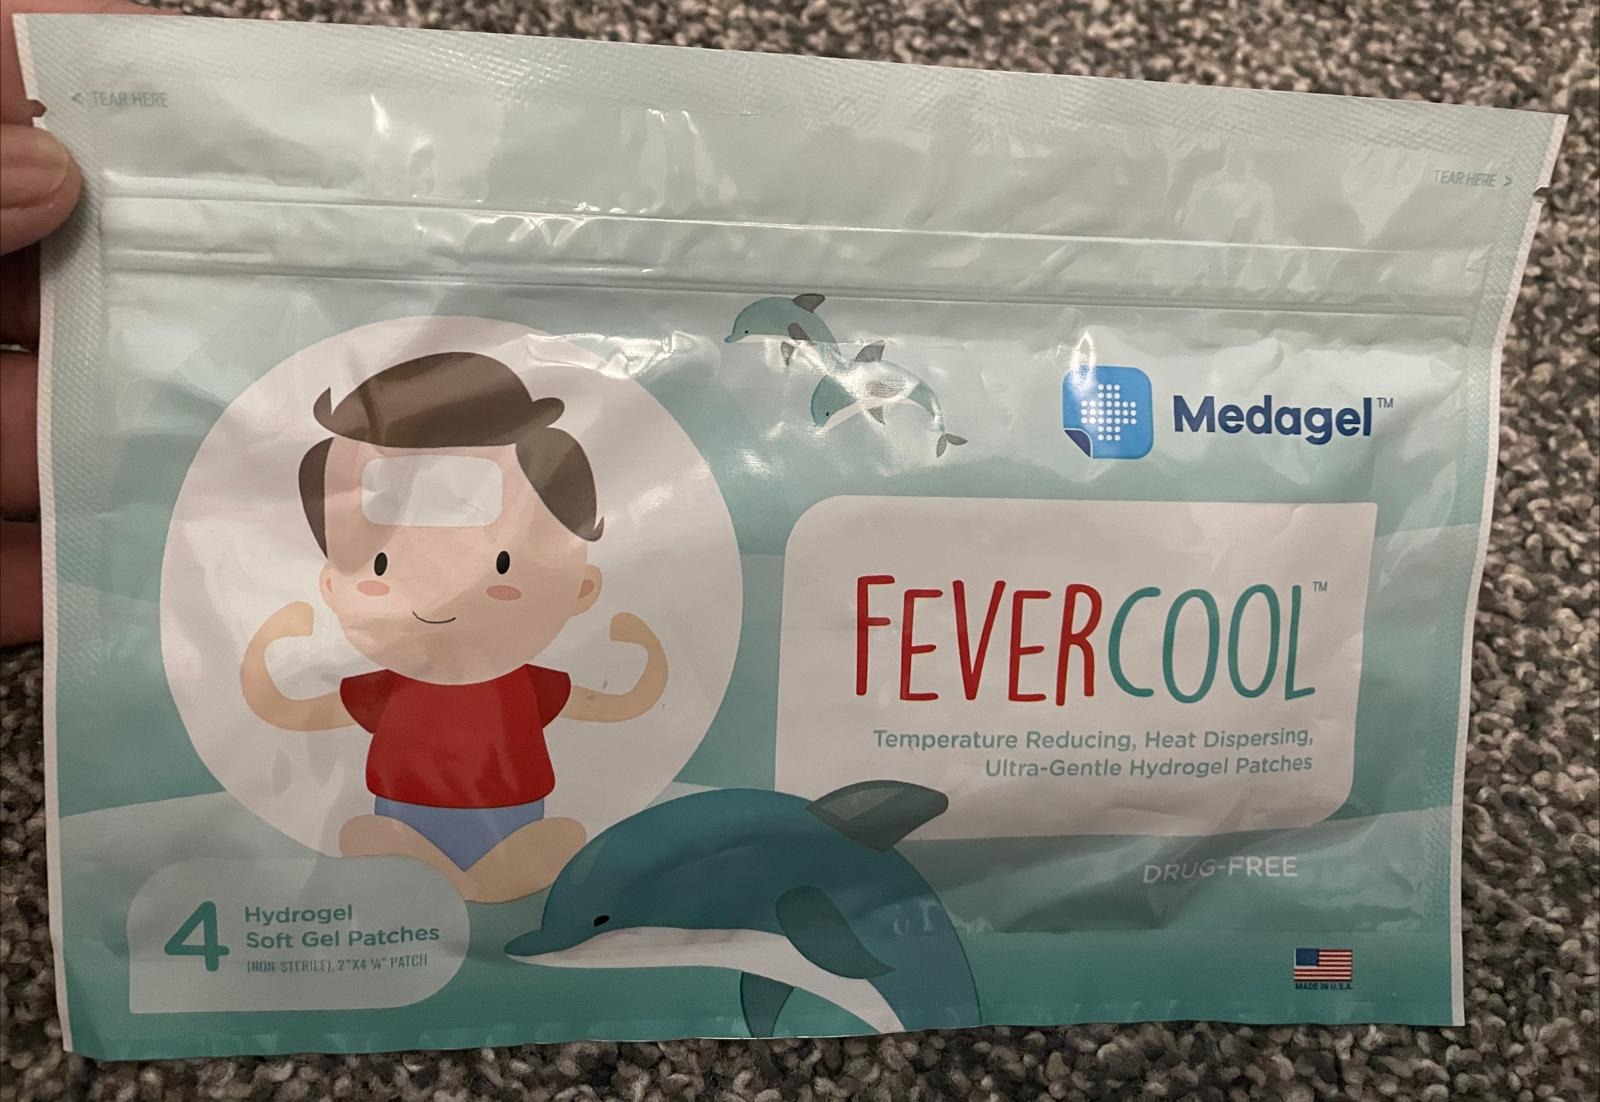 < TEAR HERE
TEAR HERE >
Medagel™
FEVERCOOL™
Temperature Reducing, Heat Dispersing,
Ultra-Gentle Hydrogel Patches
DRUG-FREE
4 Hydrogel
Soft Gel Patches
(NON STERILE), 2"X4 ¼" PATCH
MADE IN U.S.A.